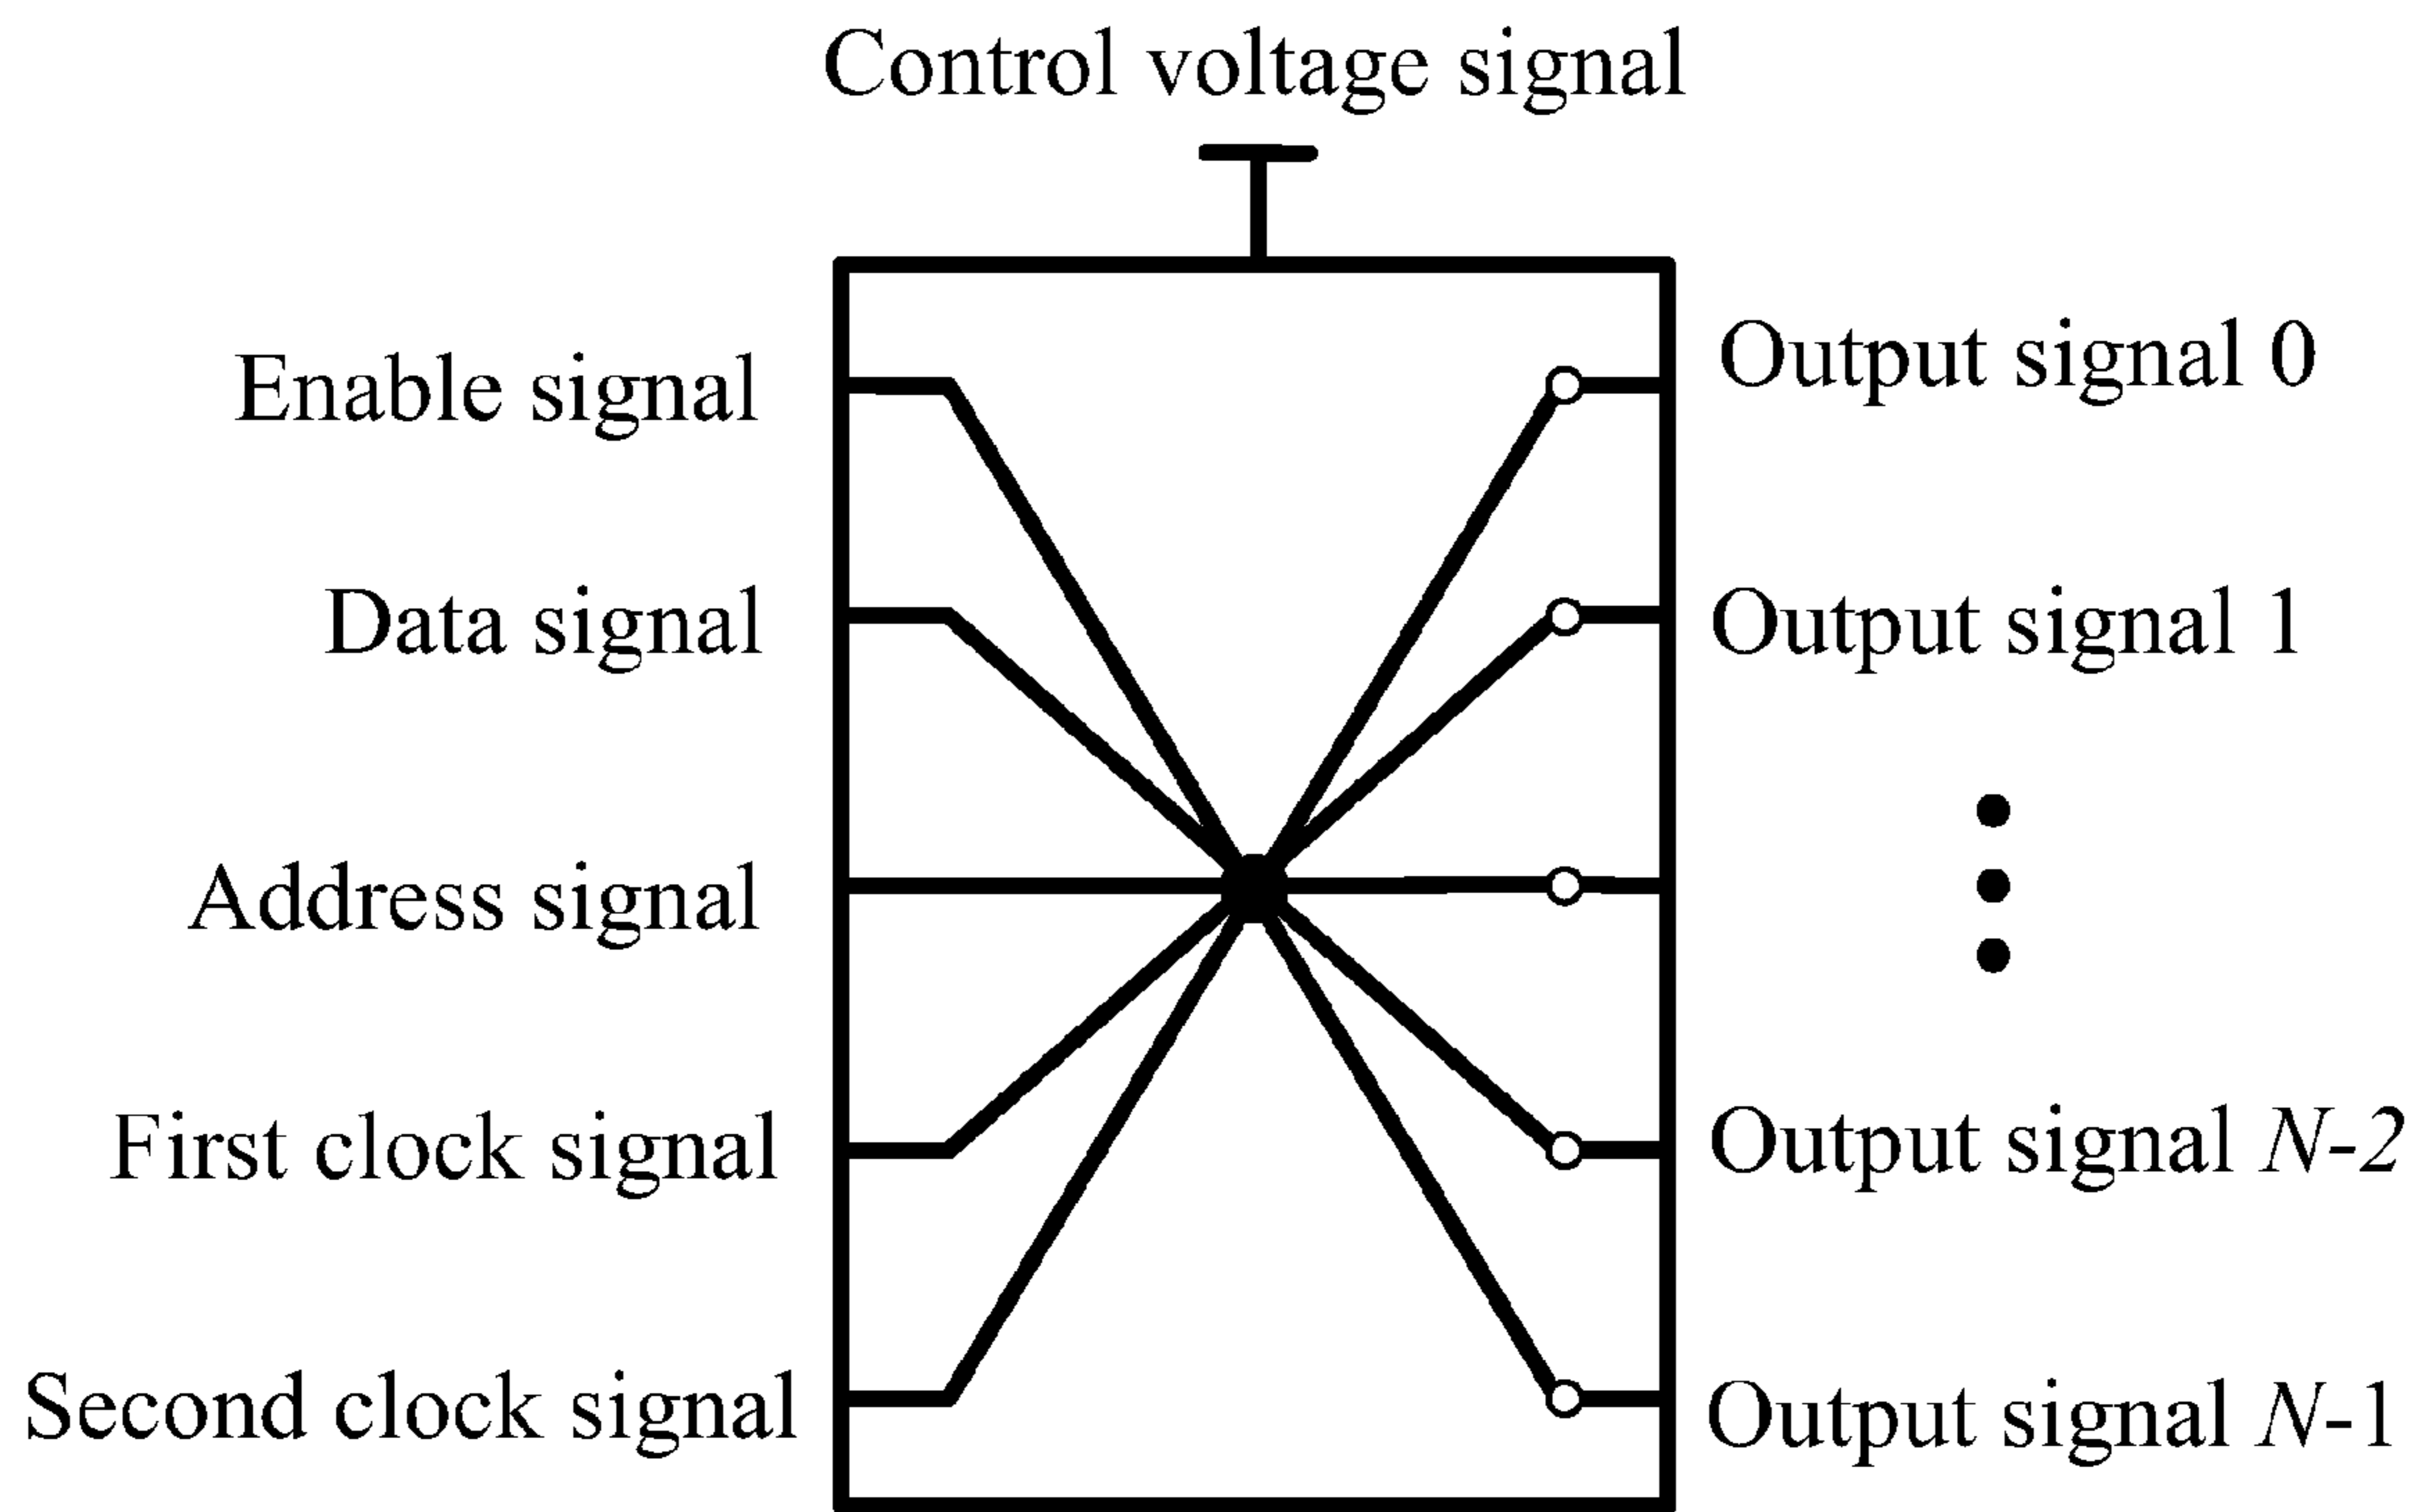 Control voltage signal
Enable signal
Data signal
Address signal
First clock signal
Second clock signal
Output signal 0
Output signal 1
Output signal N-2
Output signal N-1